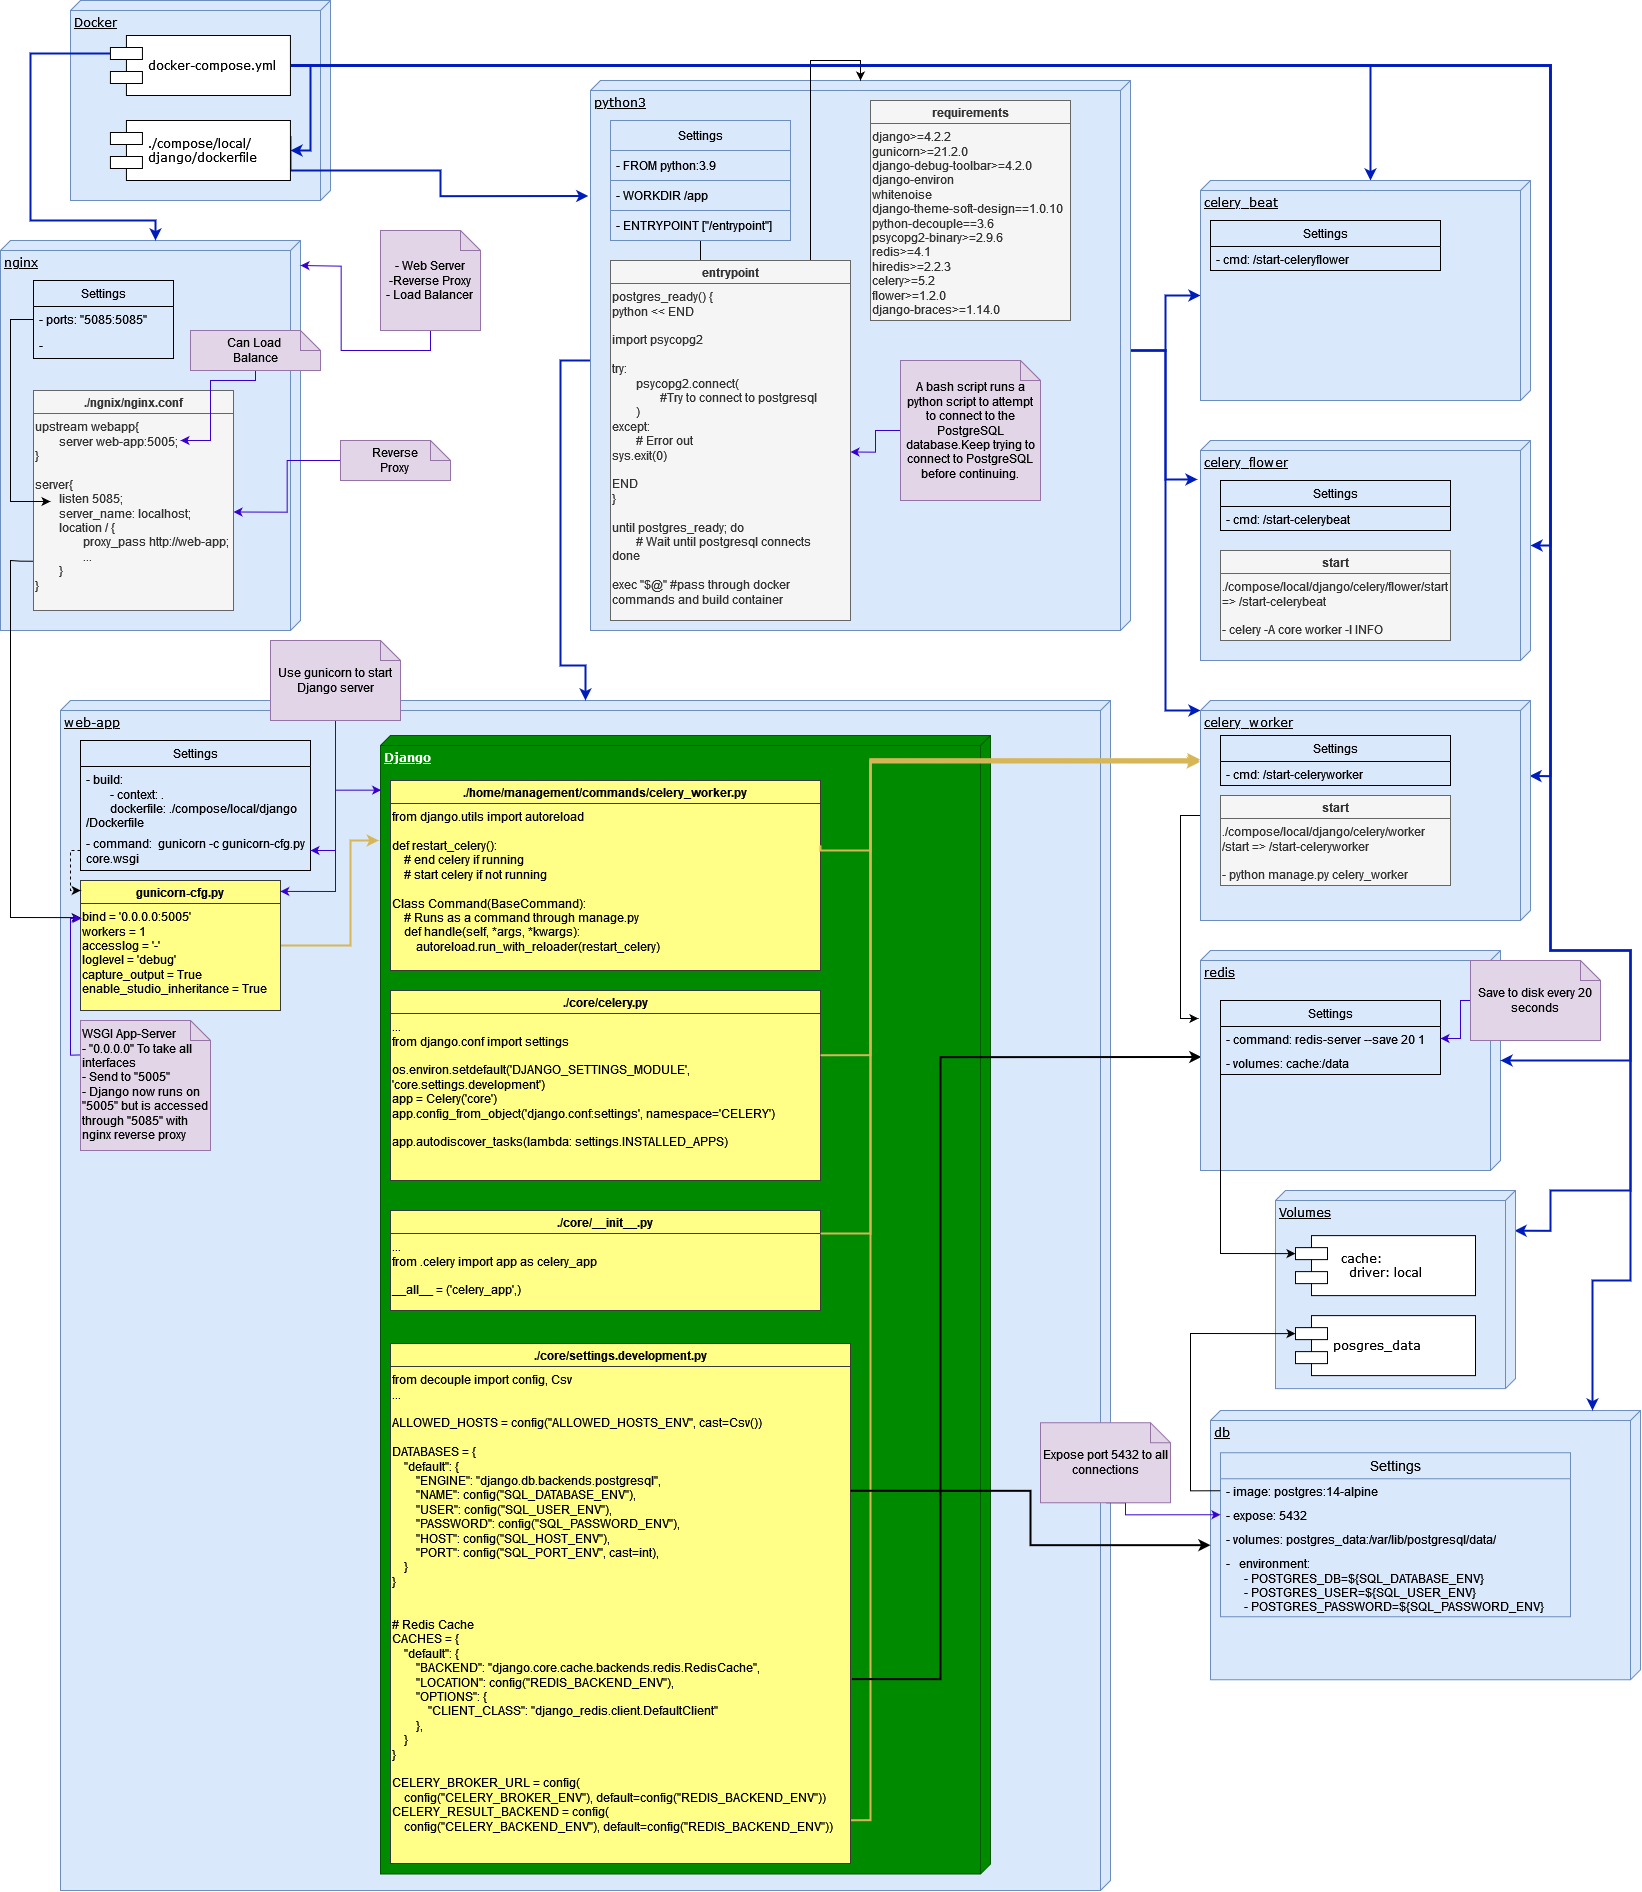 Docker
docker-compose.yml
./compose/local/
django/dockerfile
nginx
Settings
- ports: "5085:5085"
-
- Web Server
-Reverse Proxy
- Load Balancer
Can Load
Balance
./ngnix/nginx.conf
upstream webapp{
server web-app:5005;
}
server{
listen 5085;
server_name: localhost;
location / {
proxy_pass http://web-app;
...
}
}
Reverse
Proxy
python3
Settings
- FROM python:3.9
- WORKDIR /app
- ENTRYPOINT ["/entrypoint"]
entrypoint
postgres_ready() {
python << END
import psycopg2
try:
psycopg2.connect(
#Try to connect to postgresql
)
except:
# Error out
sys.exit(0)
END
}
until postgres_ready; do
# Wait until postgresql connects
done
exec "$@" #pass through docker
commands and build container
requirements
django>=4.2.2
gunicorn>=21.2.0
django-debug-toolbar>=4.2.0
django-environ
whitenoise
django-theme-soft-design==1.0.10
python-decouple==3.6
psycopg2-binary>=2.9.6
redis>=4.1
hiredis>=2.2.3
celery>=5.2
flower>=1.2.0
django-braces>=1.14.0
A bash script runs a
python script to attempt
to connect to the
PostgreSQL
database.Keep trying to
connect to PostgreSQL
before continuing.
celery_beat
Settings
- cmd: /start-celeryflower
celery_flower
Settings
- cmd: /start-celerybeat
start
./compose/local/django/celery/flower/start
=> /start-celerybeat
- celery -A core worker -l INFO
celery_worker
Settings
- cmd: /start-celeryworker
start
./compose/local/django/celery/worker
/start => /start-celeryworker
- python manage.py celery_worker
Use gunicorn to start
Django server
web-app
Settings
- build:
- context: .
dockerfile: ./compose/local/django
/Dockerfile
- command:  gunicorn -c gunicorn-cfg.py
core.wsgi
gunicorn-cfg.py
bind = '0.0.0.0:5005'
workers = 1
accesslog = '-'
loglevel = 'debug'
capture_output = True
enable_studio_inheritance = True
WSGI App-Server
- "0.0.0.0" To take all
interfaces
- Send to "5005"
- Django now runs on
"5005" but is accessed
through "5085" with
nginx reverse proxy
Django
./home/management/commands/celery_worker.py
from django.utils import autoreload
def restart_celery():
# end celery if running
# start celery if not running
Class Command(BaseCommand):
# Runs as a command through manage.py
def handle(self, *args, *kwargs):
autoreload.run_with_reloader(restart_celery)
./core/celery.py
...
from django.conf import settings
os.environ.setdefault('DJANGO_SETTINGS_MODULE',
'core.settings.development')
app = Celery('core')
app.config_from_object('django.conf:settings', namespace='CELERY')
app.autodiscover_tasks(lambda: settings.INSTALLED_APPS)
./core/__init__.py
...
from .celery import app as celery_app
__all__ = ('celery_app',)
./core/settings.development.py
from decouple import config, Csv
...
ALLOWED_HOSTS = config("ALLOWED_HOSTS_ENV", cast=Csv())
DATABASES = {
"default": {
"ENGINE": "django.db.backends.postgresql",
"NAME": config("SQL_DATABASE_ENV"),
"USER": config("SQL_USER_ENV"),
"PASSWORD": config("SQL_PASSWORD_ENV"),
"HOST": config("SQL_HOST_ENV"),
"PORT": config("SQL_PORT_ENV", cast=int),
}
}
# Redis Cache
CACHES = {
"default": {
"BACKEND": "django.core.cache.backends.redis.RedisCache",
"LOCATION": config("REDIS_BACKEND_ENV"),
"OPTIONS": {
"CLIENT_CLASS": "django_redis.client.DefaultClient"
},
}
}
CELERY_BROKER_URL = config(
config("CELERY_BROKER_ENV"), default=config("REDIS_BACKEND_ENV"))
CELERY_RESULT_BACKEND = config(
config("CELERY_BACKEND_ENV"), default=config("REDIS_BACKEND_ENV"))
redis
Settings
- command: redis-server --save 20 1
- volumes: cache:/data
Save to disk every 20
seconds
Volumes
cache:
driver: local
posgres_data
Expose port 5432 to all
connections
db
Settings
- image: postgres:14-alpine
- expose: 5432
- volumes: postgres_data:/var/lib/postgresql/data/
-  environment:
- POSTGRES_DB=${SQL_DATABASE_ENV}
- POSTGRES_USER=${SQL_USER_ENV}
- POSTGRES_PASSWORD=${SQL_PASSWORD_ENV}